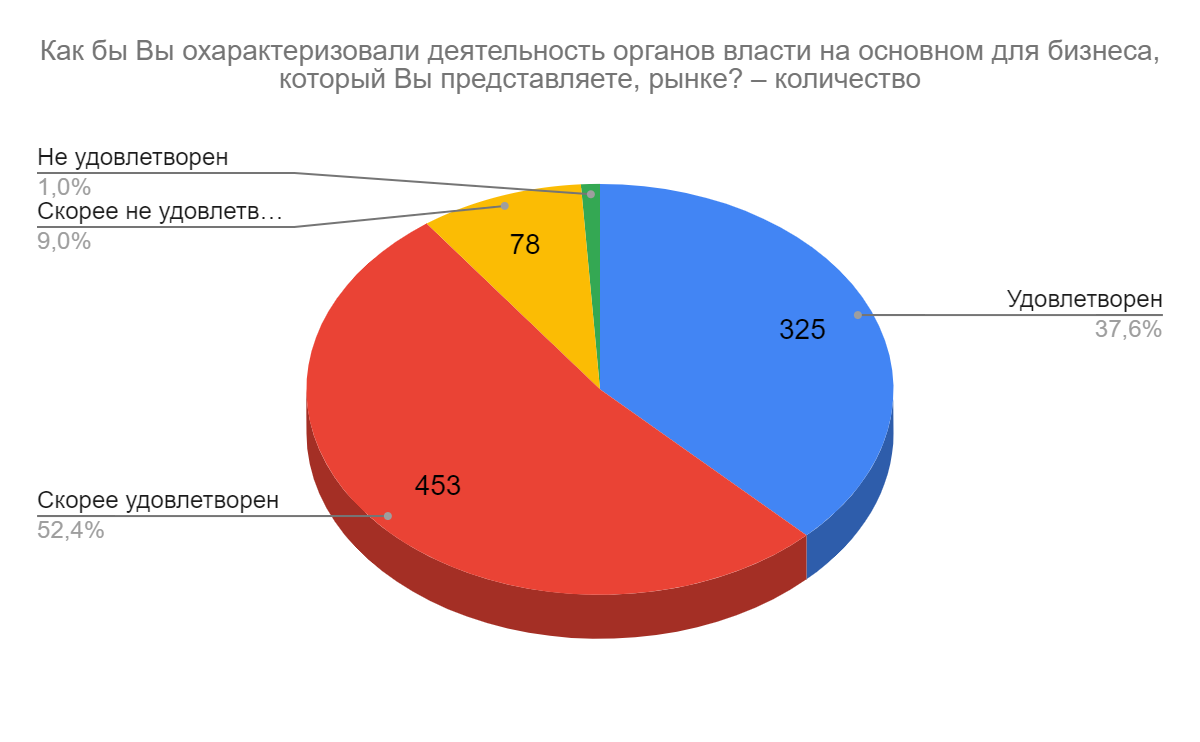 Как бы Вы охарактеризовали деятельность органов власти на основном для бизнеса,
который Вы представляете, рынке? – количество
Не удовлетворен
1,0%
Скорее не удовлетв…
9,0%
78
Удовлетворен
37,6%
325
453
Скорее удовлетворен
52,4%